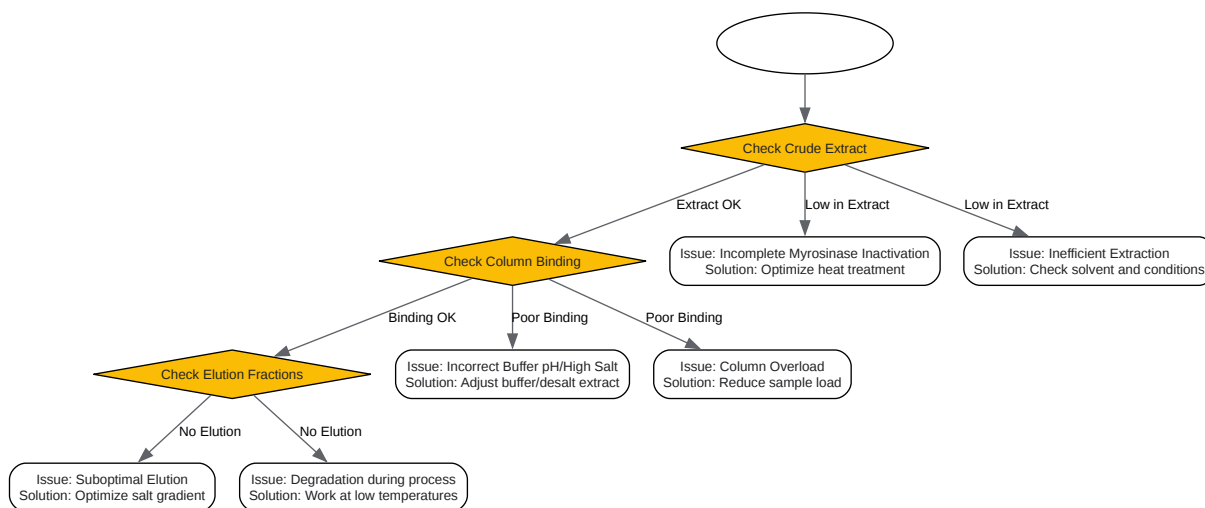 Check Crude Extract
Extract OK
Low in Extract
Low in Extract
Check Column Binding
Issue: Incomplete Myrosinase Inactivation
Solution: Optimize heat treatment
Issue: Inefficient Extraction
Solution: Check solvent and conditions
Binding OK
Poor Binding
Poor Binding
Check Elution Fractions
Issue: Incorrect Buffer pH/High Salt
Solution: Adjust buffer/desalt extract
Issue: Column Overload
Solution: Reduce sample load
No Elution
No Elution
Issue: Suboptimal Elution
Solution: Optimize salt gradient
Issue: Degradation during process
Solution: Work at low temperatures